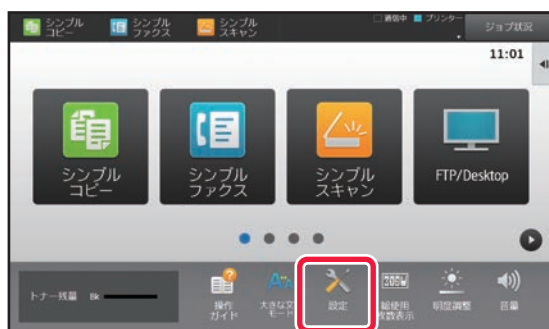 シンプル
コピー
シンプル
ファクス
シンプル
スキャン
通信中
プリンター
ジョブ状況
11:01
シンプル
コピー
シンプル
ファクス
シンプル
スキャン
FTP/Desktop
トナー残量 Bk
操作
ガイド
大きな文字
モード
設定
総使用
枚数表示
明度調整
音量